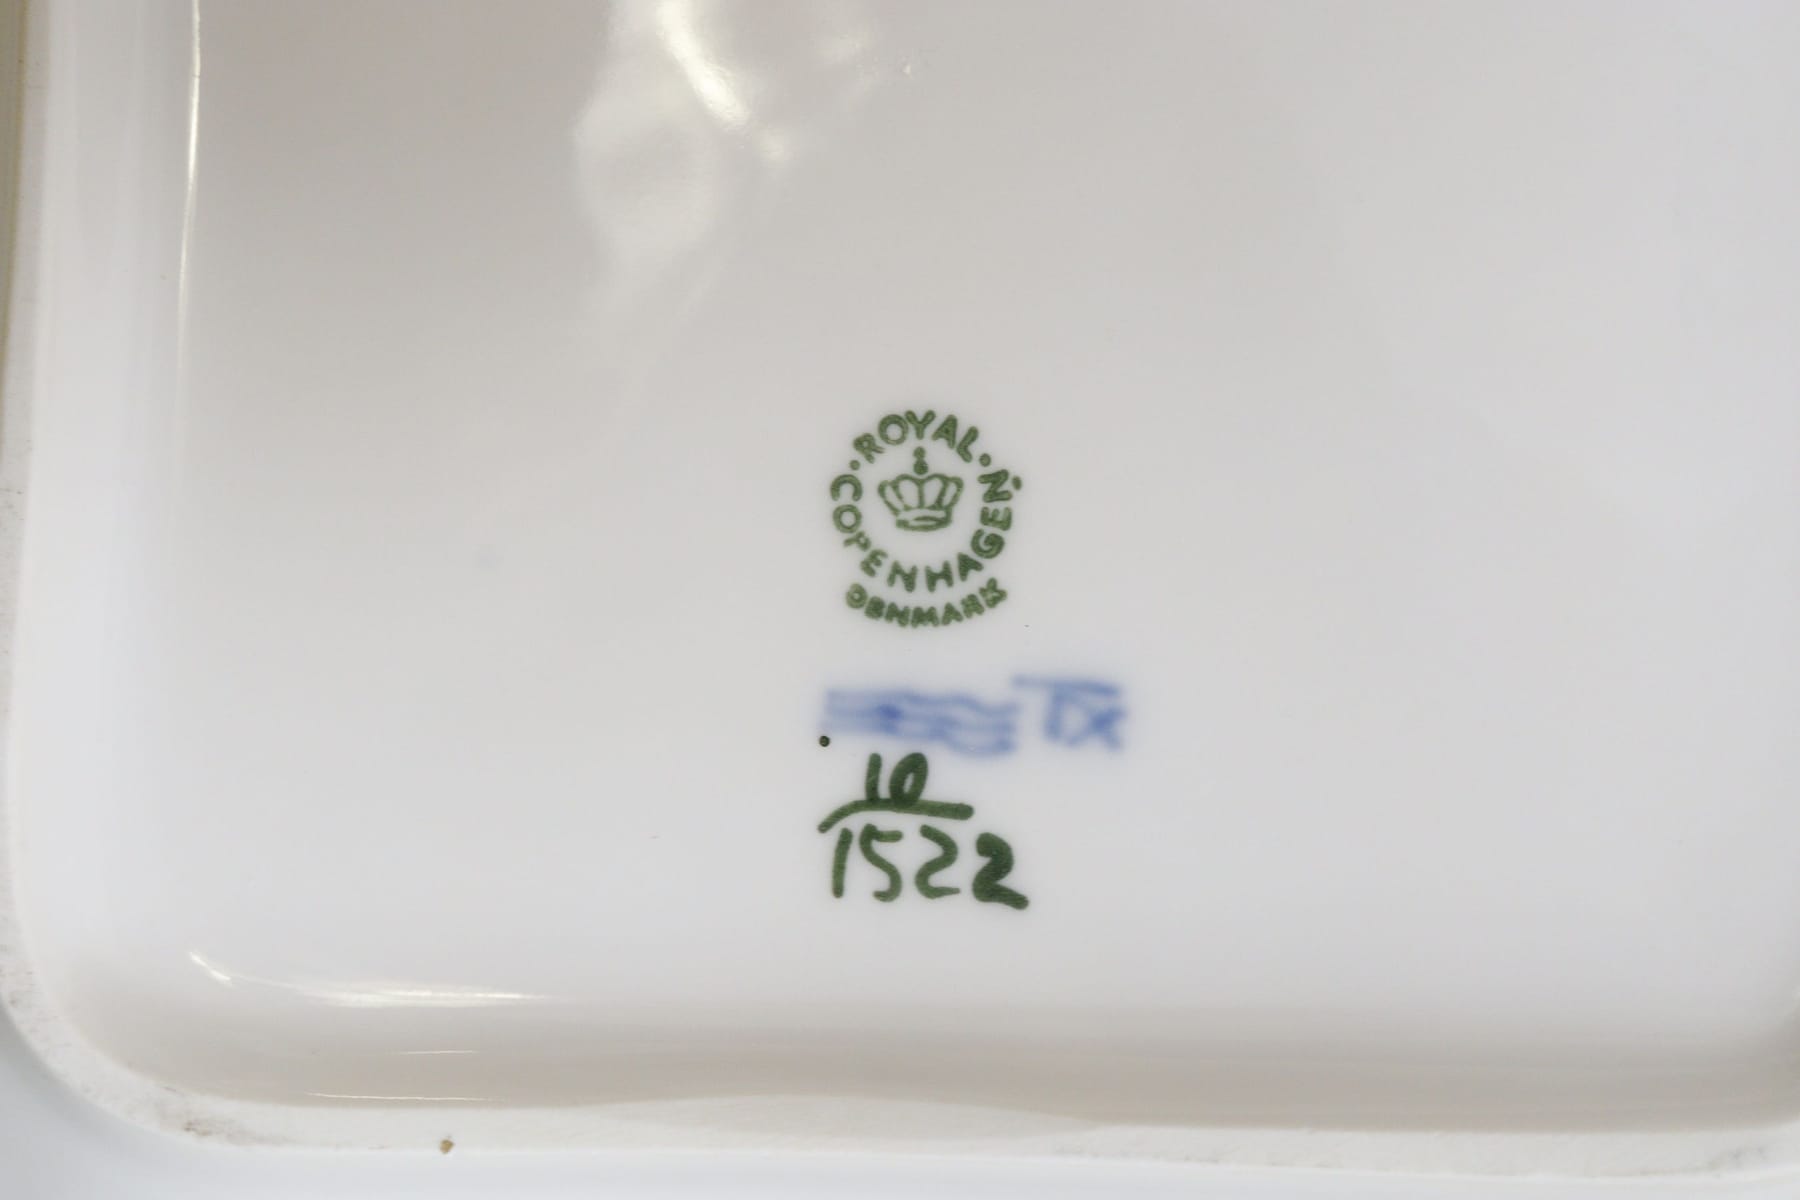 ROYAL
COPENHAGEN
DENMARK
TX
10
1522